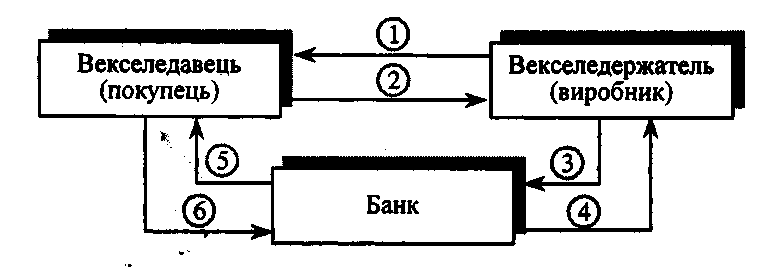 1
Векселедавець
(покупець)
2
Векселедержатель
(виробник)
5
3
6
Банк
4